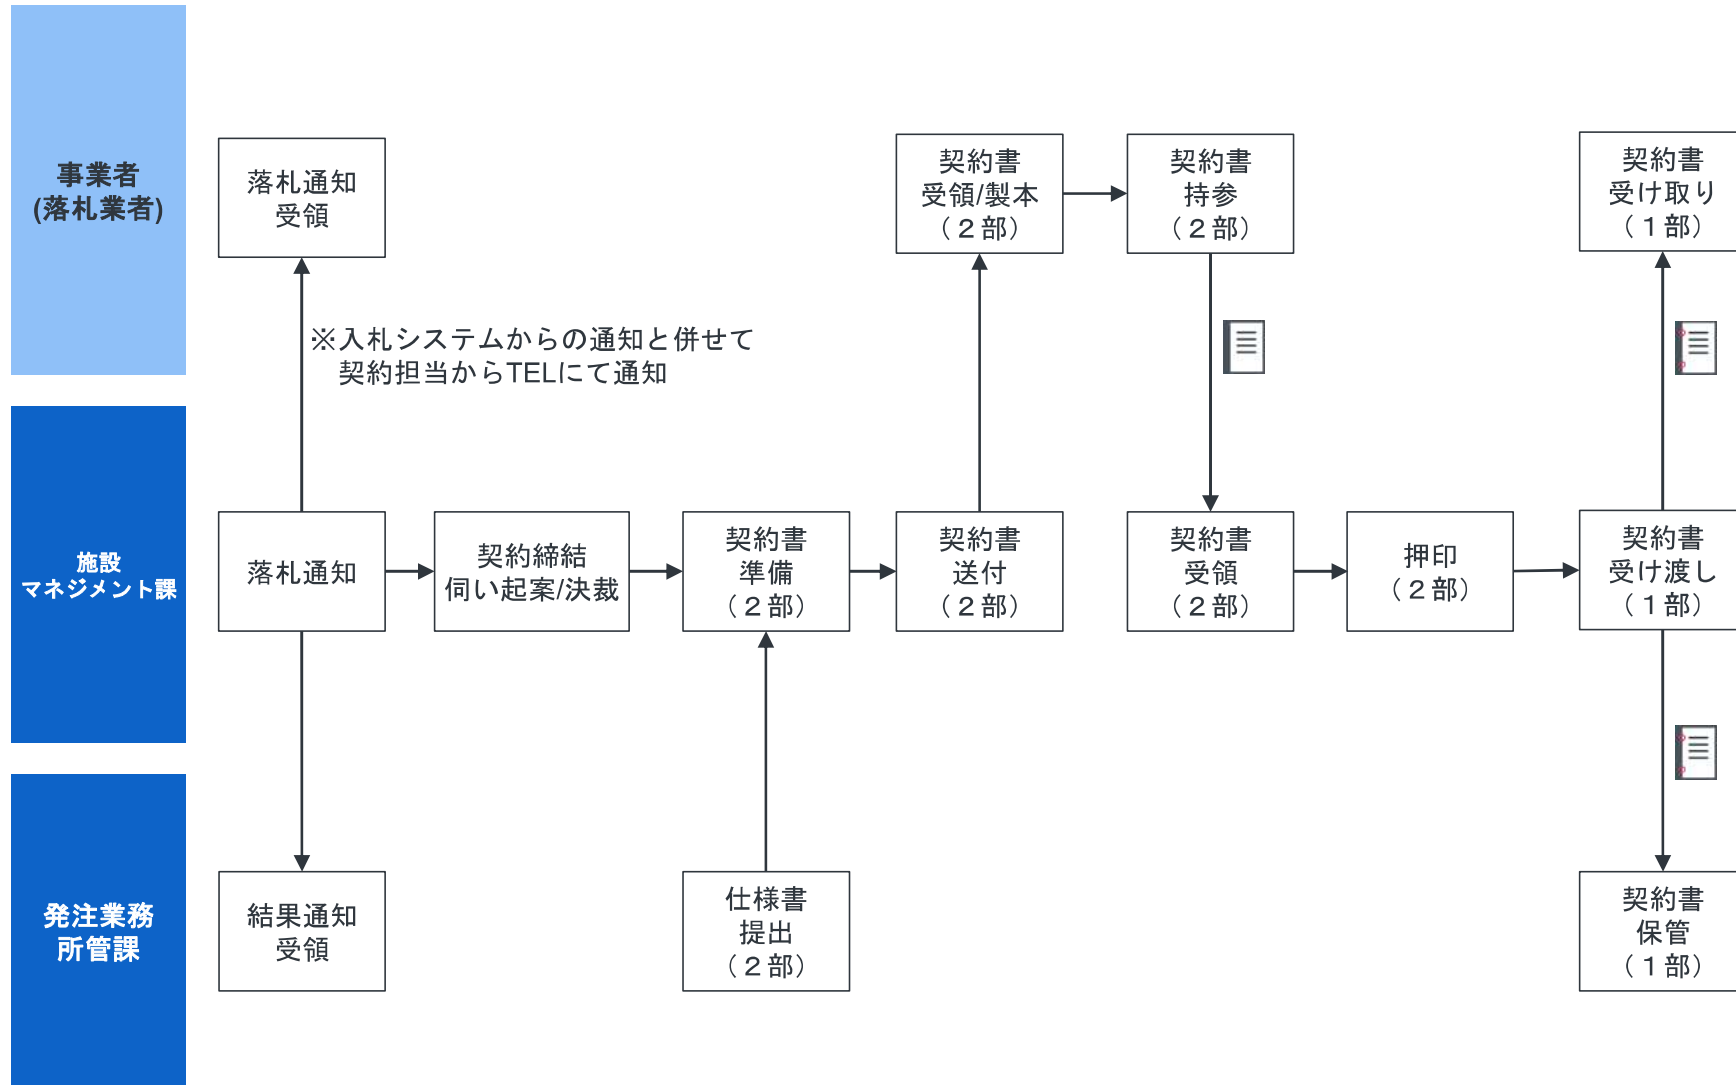 事業者
(落札業者)
落札通知
受領
契約書
受領/製本
（２部）
契約書
持参
（２部）
契約書
受け取り
（１部）
※入札システムからの通知と併せて
契約担当からTELにて通知
施設
マネジメント課
落札通知
契約締結
伺い起案/決裁
契約書
準備
（２部）
契約書
送付
（２部）
契約書
受領
（２部）
押印
（２部）
契約書
受け渡し
（１部）
発注業務
所管課
結果通知
受領
仕様書
提出
（２部）
契約書
保管
（１部）